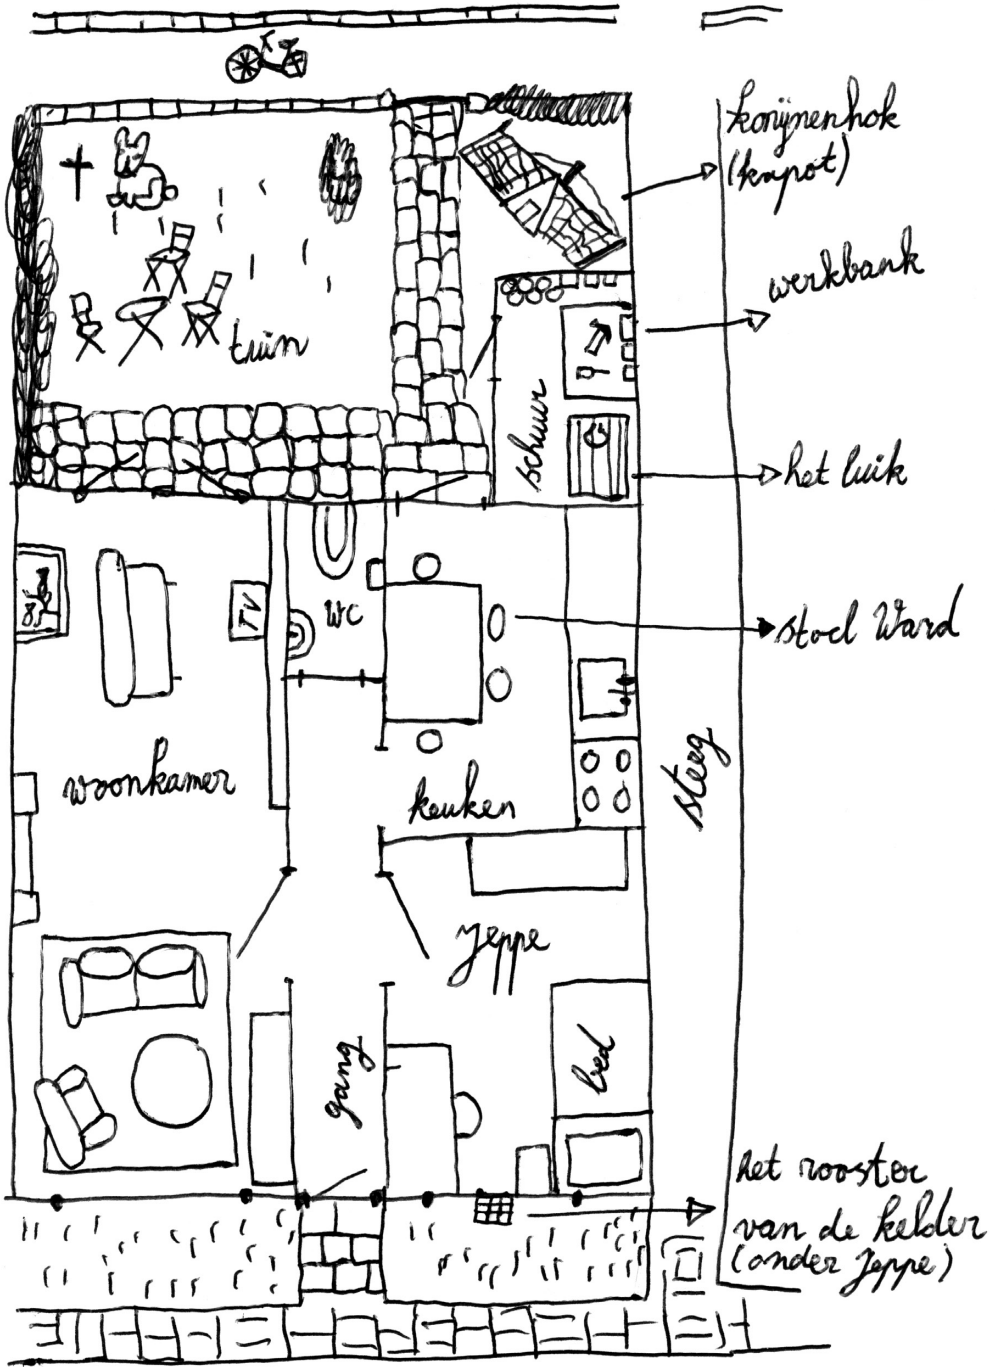 konijnenhok
(kapot)
werkbank
tuin
schuur
het luik
TV
WC
stoel Ward
woonkamer
keuken
steeg
Jeppe
gang
bed
het rooster
van de kelder
(onder Jeppe)